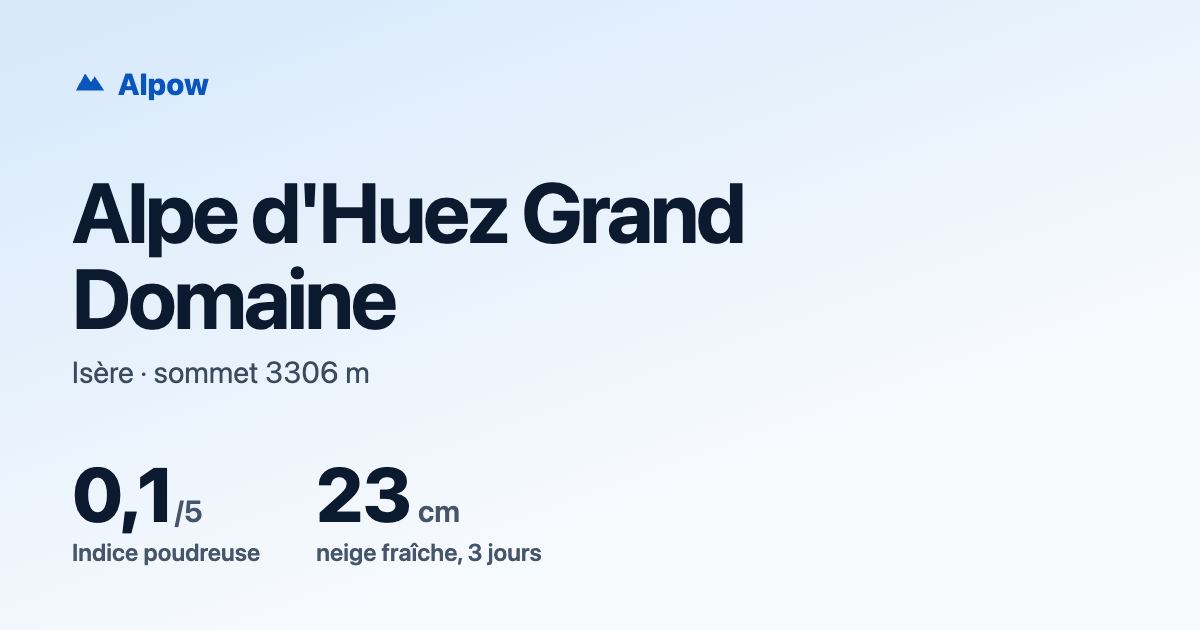 Alpow
Alpe d'Huez Grand
Domaine
Isère · sommet 3306 m
0,1/5
Indice poudreuse
23 cm
neige fraîche, 3 jours